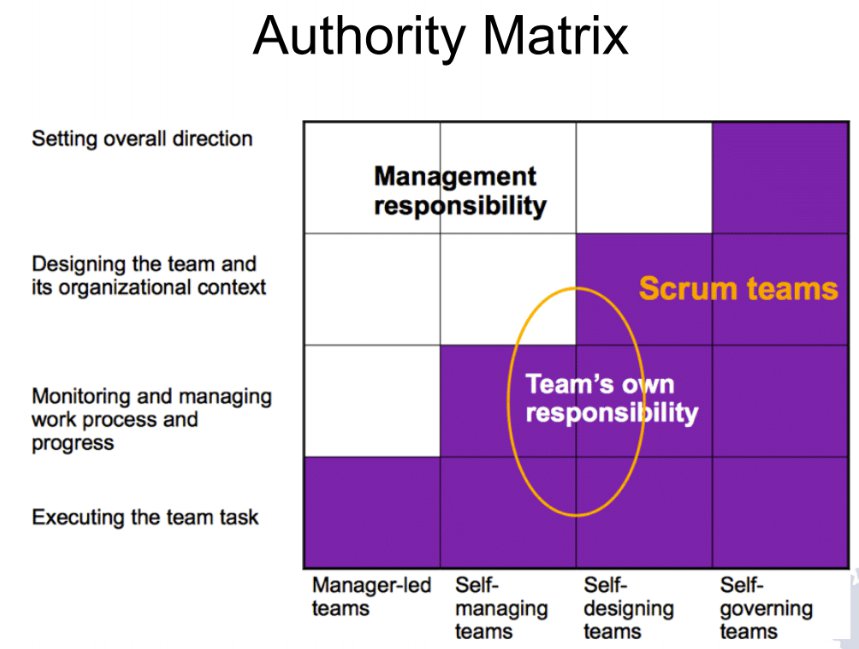 Authority Matrix
Setting overall direction
Management
responsibility
Designing the team and
its organizational context
Scrum teams
Monitoring and managing
work process and
progress
Team's own
responsibility
Executing the team task
Manager-led
teams
Self-
managing
teams
Self-
designing
teams
Self-
governing
teams